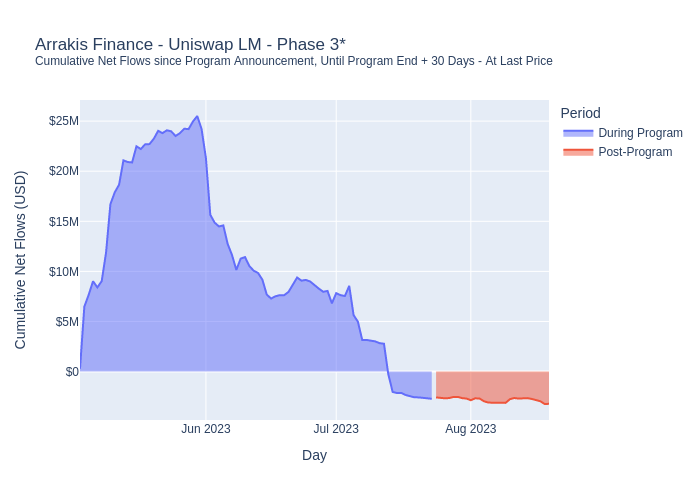 Arrakis Finance - Uniswap LM - Phase 3*
Cumulative Net Flows since Program Announcement, Until Program End + 30 Days - At Last Price
Period
During Program
Post-Program
Cumulative Net Flows (USD)
$25M
$20M
$15M
$10M
$5M
$0
Jun 2023
Jul 2023
Aug 2023
Day